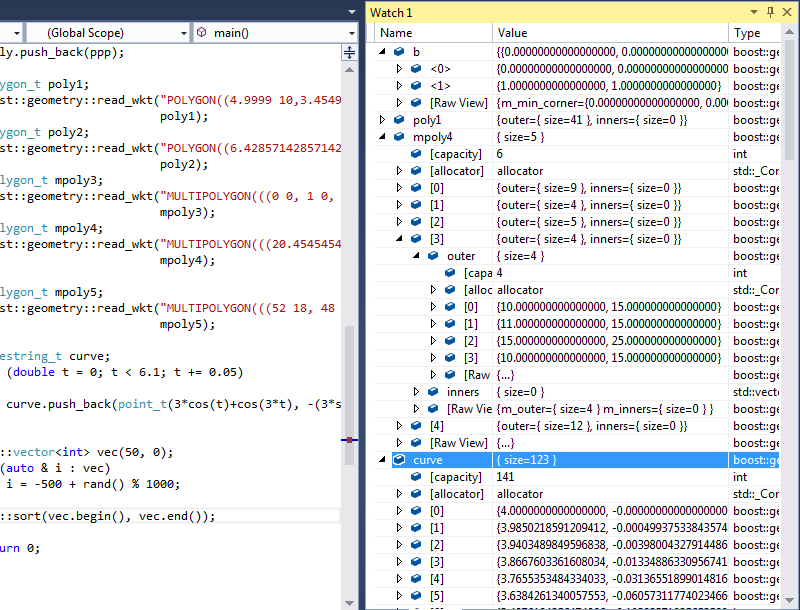 (Global Scope) main()
ly.push_back(ppp);
ygon_t poly1;
st::geometry::read_wkt("POLYGON((4.9999 10,3.4549
poly1);
ygon_t poly2;
st::geometry::read_wkt("POLYGON((6.42857142857142
poly2);
lygon_t mpoly3;
st::geometry::read_wkt("MULTIPOLYGON(((0 0, 1 0,
mpoly3);
lygon_t mpoly4;
st::geometry::read_wkt("MULTIPOLYGON(((20.4545454
mpoly4);
lygon_t mpoly5;
st::geometry::read_wkt("MULTIPOLYGON(((52 18, 48
mpoly5);
estring_t curve;
(double t = 0; t < 6.1; t += 0.05)
curve.push_back(point_t(3*cos(t)+cos(3*t), -(3*s
::vector<int> vec(50, 0);
(auto & i : vec)
i = -500 + rand() % 1000;
::sort(vec.begin(), vec.end());
urn 0;
Watch 1
Name Value Type
b {{0.0000000000000000, 0.0000000000000000 boost::ge
<0> {0.0000000000000000, 0.0000000000000000 boost::ge
<1> {1.0000000000000000, 1.0000000000000000} boost::ge
[Raw View] {m_min_corner={0.0000000000000000, 0.000 boost::ge
poly1 {outer={ size=41 }, inners={ size=0 }} boost::ge
mpoly4 { size=5 } boost::ge
[capacity] 6 int
[allocator] allocator std::_Cor
[0] {outer={ size=9 }, inners={ size=0 }} boost::ge
[1] {outer={ size=4 }, inners={ size=0 }} boost::ge
[2] {outer={ size=5 }, inners={ size=0 }} boost::ge
[3] {outer={ size=4 }, inners={ size=0 }} boost::ge
outer { size=4 } boost::ge
[capa 4 int
[alloc allocator std::_Cor
[0] {10.000000000000000, 15.000000000000000} boost::ge
[1] {11.000000000000000, 15.000000000000000} boost::ge
[2] {15.000000000000000, 25.000000000000000} boost::ge
[3] {10.000000000000000, 15.000000000000000} boost::ge
[Raw {...} boost::ge
inners { size=0 } std::vecto
[Raw Vie {m_outer={ size=4 } m_inners={ size=0 } } boost::ge
[4] {outer={ size=12 }, inners={ size=0 }} boost::ge
[Raw View] {...} boost::ge
curve { size=123 } boost::ge
[capacity] 141 int
[allocator] allocator std::_Cor
[0] {4.0000000000000000, -0.0000000000000000 boost::ge
[1] {3.9850218591209412, -0.00049937533843574 boost::ge
[2] {3.9403489849596838, -0.00398004327914486 boost::ge
[3] {3.8667603361608034, -0.01334886330956741 boost::ge
[4] {3.7655353484334033, -0.03136551899014816 boost::ge
[5] {3.6384261340057553, -0.06057311774023466 boost::ge